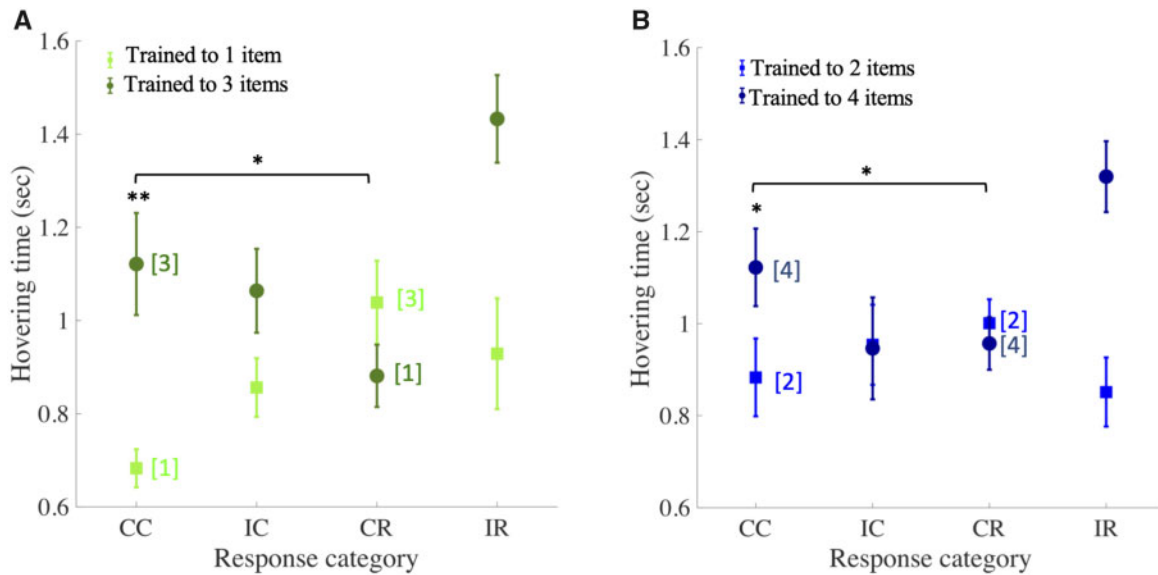 A
Trained to 1 item
Trained to 3 items
Hovering time (sec)
1.6
1.4
1.2
1
0.8
0.6
*
**
[3]
[1]
[3]
[1]
CC IC CR IR
Response category
B
Trained to 2 items
Trained to 4 items
Hovering time (sec)
1.6
1.4
1.2
1
0.8
0.6
*
*
[4]
[2]
[2]
[4]
CC IC CR IR
Response category